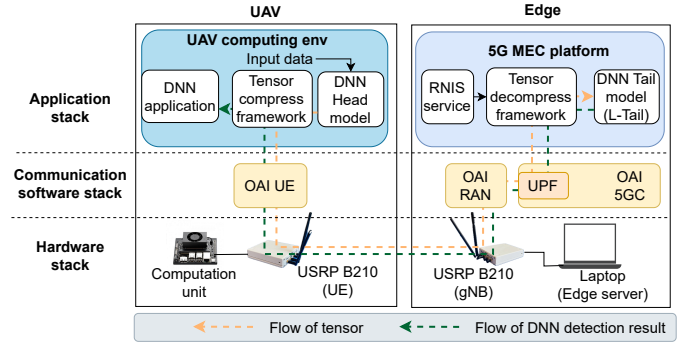 UAV
Edge
UAV computing env
Input data
DNN
application
Tensor
compress
framework
DNN
Head
model
5G MEC platform
RNIS
service
Tensor
decompress
framework
DNN Tail
model
(L-Tail)
Application
stack
Communication
software stack
OAI UE
OAI
RAN
UPF
OAI
5GC
Hardware
stack
Computation
unit
USRP B210
(UE)
USRP B210
(gNB)
Laptop
(Edge server)
Flow of tensor
Flow of DNN detection result